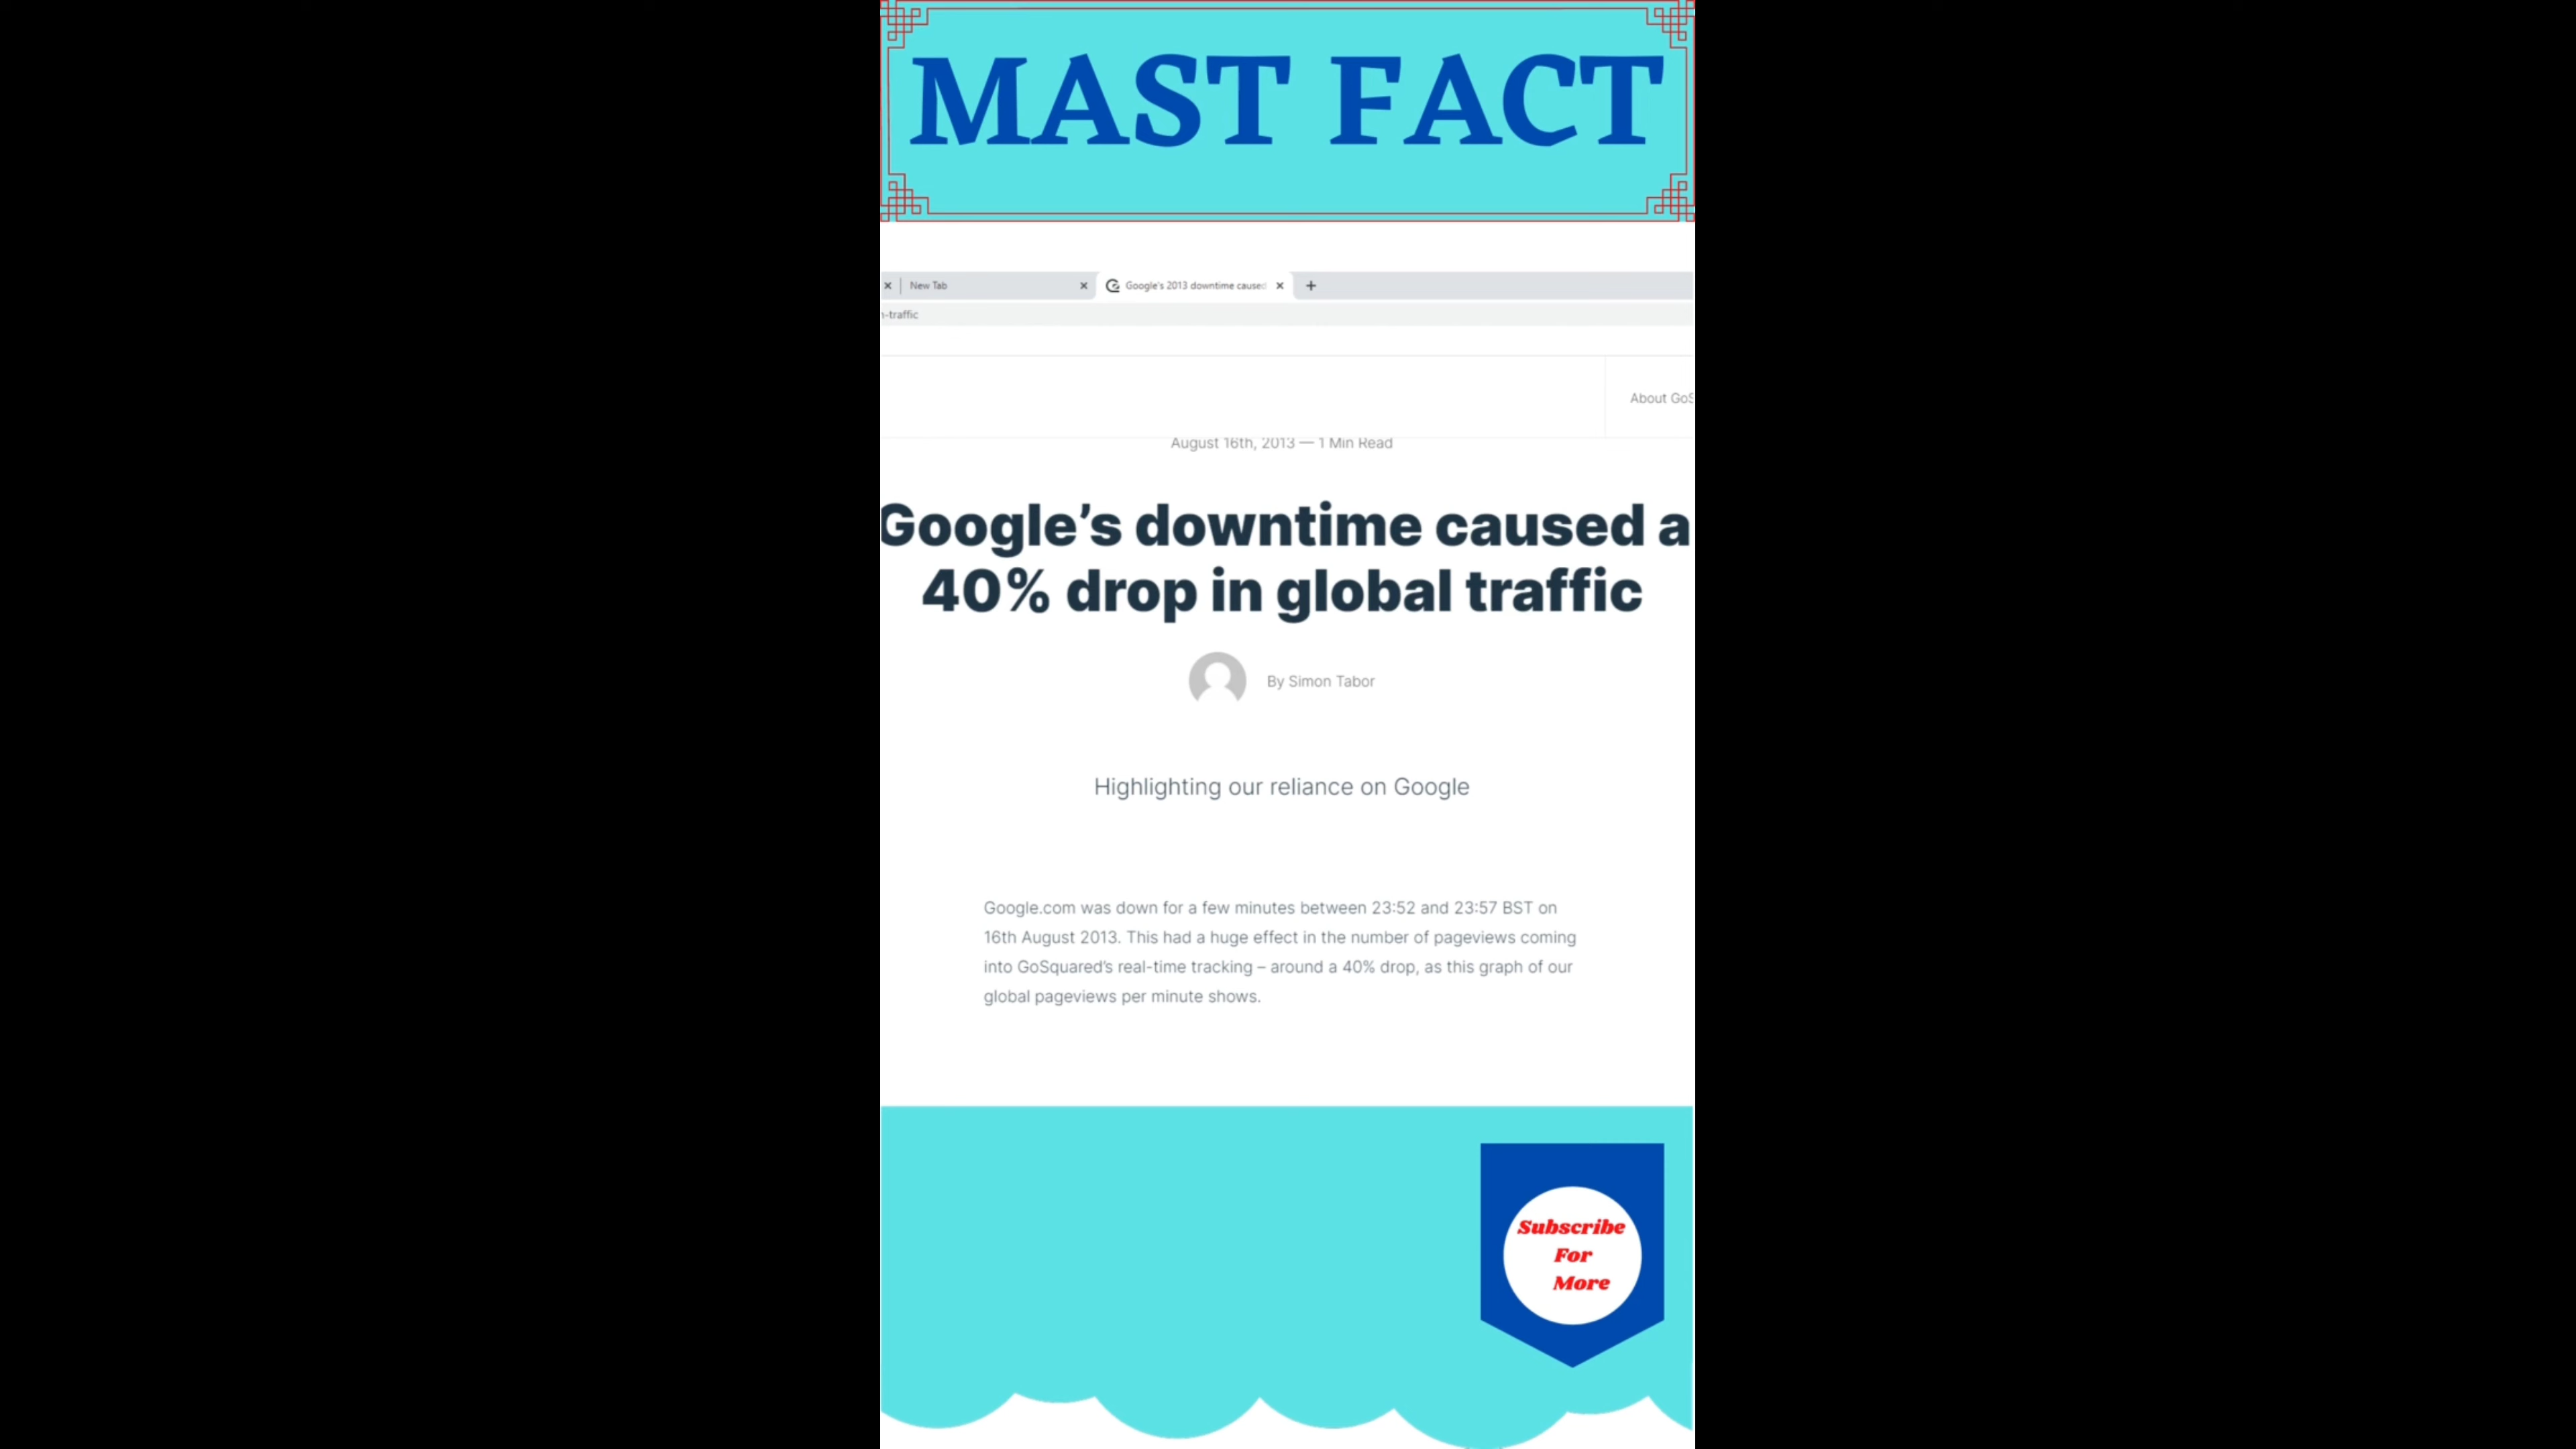 MAST FACT
New Tab
Google's 2013 downtime caused
-traffic
About Go
August 16th, 2013 — 1 Min Read
Google’s downtime caused a
40% drop in global traffic
By Simon Tabor
Highlighting our reliance on Google
Google.com was down for a few minutes between 23:52 and 23:57 BST on
16th August 2013. This had a huge effect in the number of pageviews coming
into GoSquared’s real-time tracking – around a 40% drop, as this graph of our
global pageviews per minute shows.
Subscribe
For
More